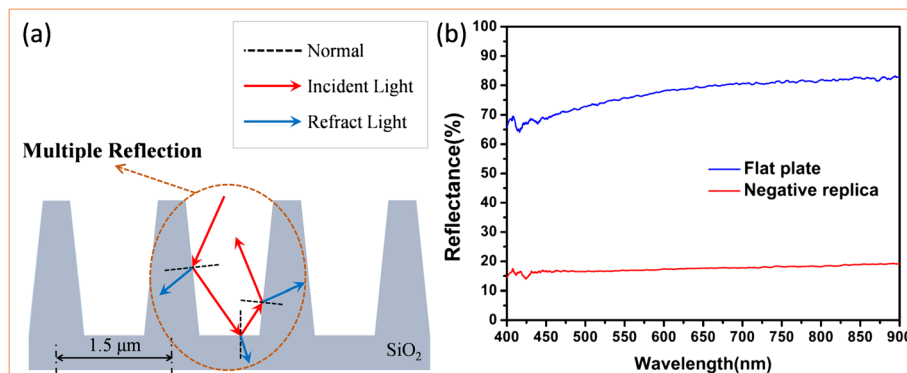 (a)
Normal
Incident Light
Refract Light
Multiple Reflection
1.5 μm
SiO₂
(b)
Reflectance(%)
100
90
80
70
60
50
40
30
20
10
0
Flat plate
Negative replica
400 450 500 550 600 650 700 750 800 850 900
Wavelength(nm)